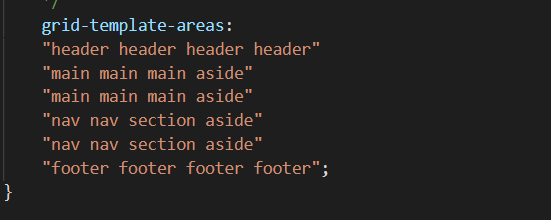 */
grid-template-areas:
"header header header header"
"main main main aside"
"main main main aside"
"nav nav section aside"
"nav nav section aside"
"footer footer footer footer";
}